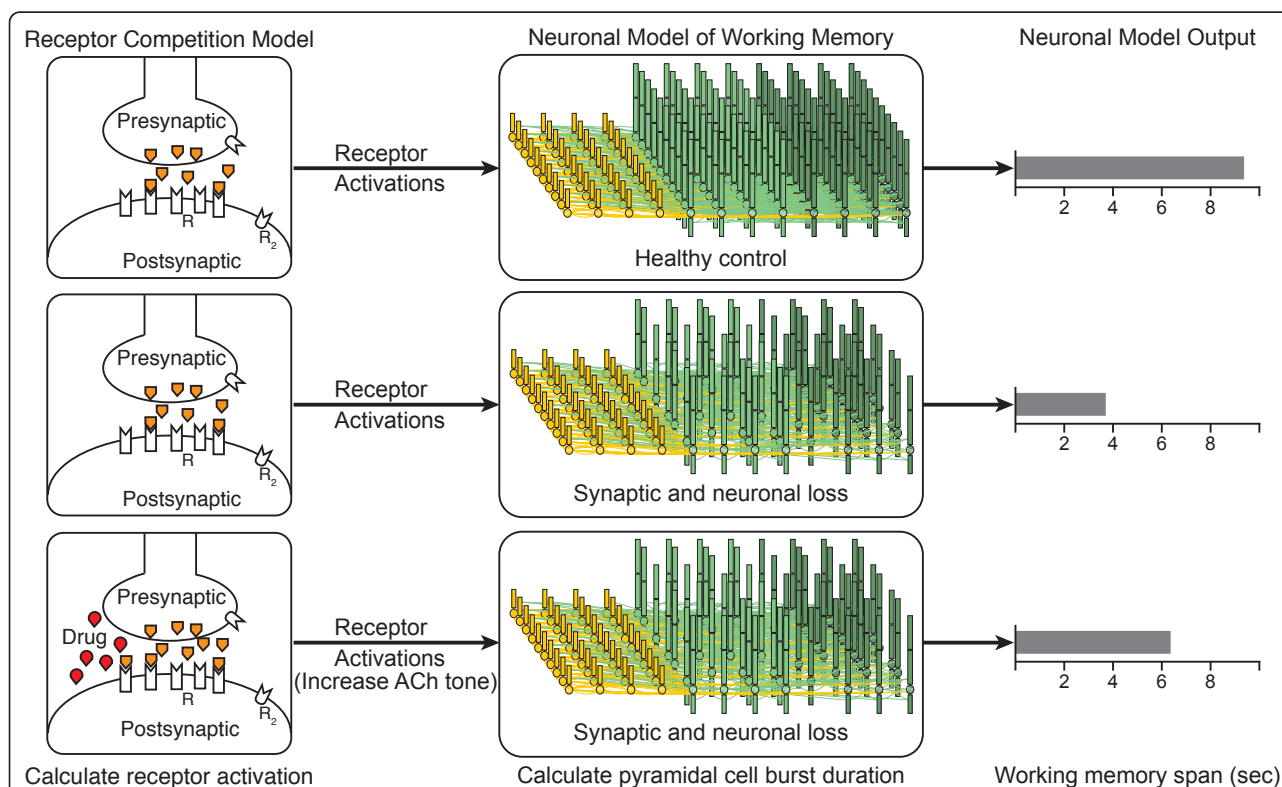 Receptor Competition Model
Neuronal Model of Working Memory
Neuronal Model Output
Presynaptic
R
R2
Postsynaptic
Receptor
Activations
Healthy control
2 4 6 8
Presynaptic
R
R2
Postsynaptic
Receptor
Activations
Synaptic and neuronal loss
2 4 6 8
Presynaptic
Drug
R
R2
Postsynaptic
Receptor
Activations
(Increase ACh tone)
Synaptic and neuronal loss
2 4 6 8
Calculate receptor activation
Calculate pyramidal cell burst duration
Working memory span (sec)